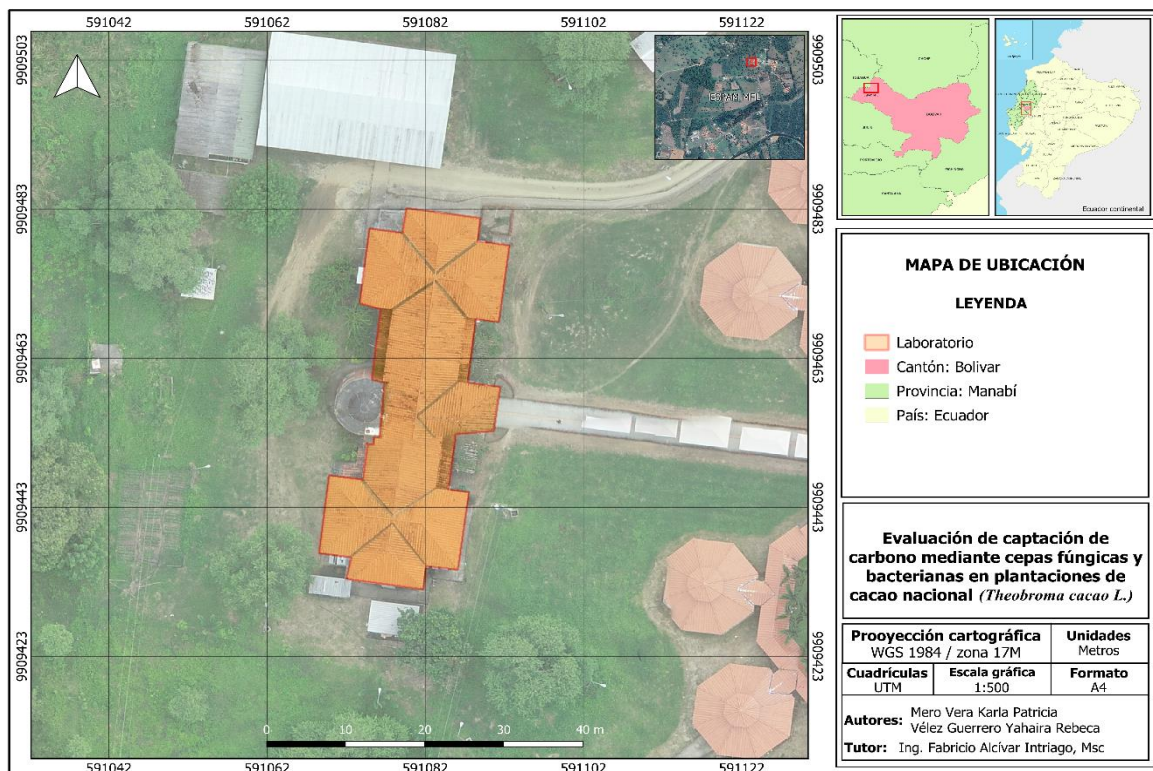 591042 591062 591082 591102 591122
9909503
9909483
9909463
9909443
9909423
ESPAM MFL
9909503
9909483
9909463
9909443
9909423
0 10 20 30 40 m
591042 591062 591082 591102 591122
Ecuador continental
MAPA DE UBICACIÓN
LEYENDA
Laboratorio
Cantón: Bolivar
Provincia: Manabí
País: Ecuador
Evaluación de captación de
carbono mediante cepas fúngicas y
bacterianas en plantaciones de
cacao nacional (Theobroma cacao L.)
Prooyección cartográfica
WGS 1984 / zona 17M
Unidades
Metros
Cuadrículas
UTM
Escala gráfica
1:500
Formato
A4
Autores: Mero Vera Karla Patricia
Vélez Guerrero Yahaira Rebeca
Tutor: Ing. Fabricio Alcívar Intriago, Msc